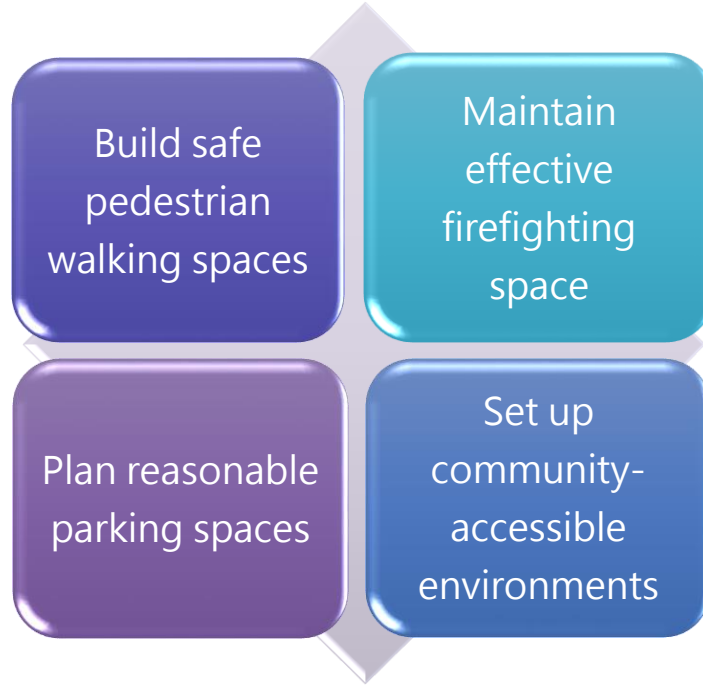 Build safe
pedestrian
walking spaces
Maintain
effective
firefighting
space
Plan reasonable
parking spaces
Set up
community-
accessible
environments